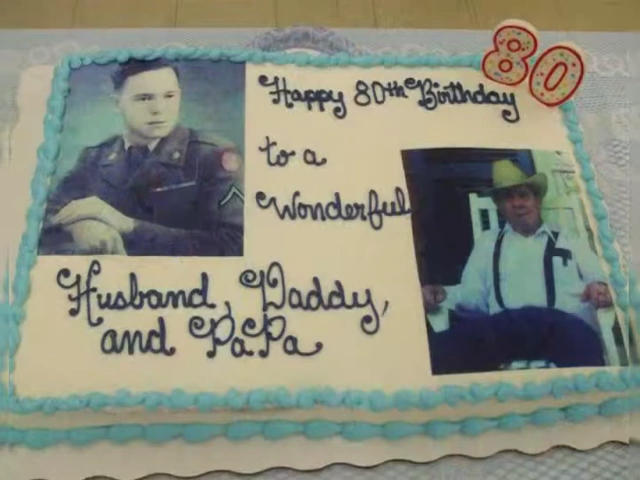 80
Happy 80th Birthday
to a
Wonderful
Husband, Daddy,
and PaPa